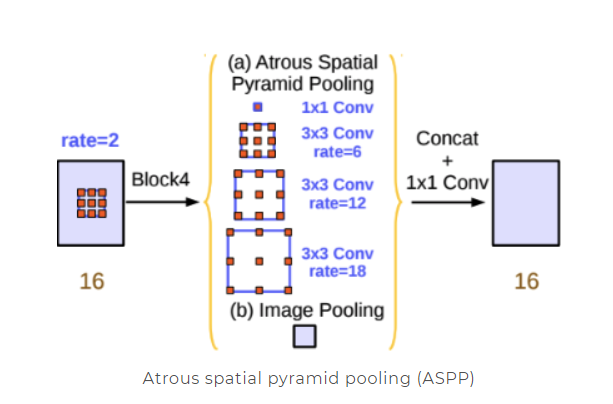 (a) Atrous Spatial
Pyramid Pooling
1x1 Conv
rate=2
3x3 Conv
rate=6
Block4
Concat
+
1x1 Conv
3x3 Conv
rate=12
3x3 Conv
rate=18
16
16
(b) Image Pooling
Atrous spatial pyramid pooling (ASPP)